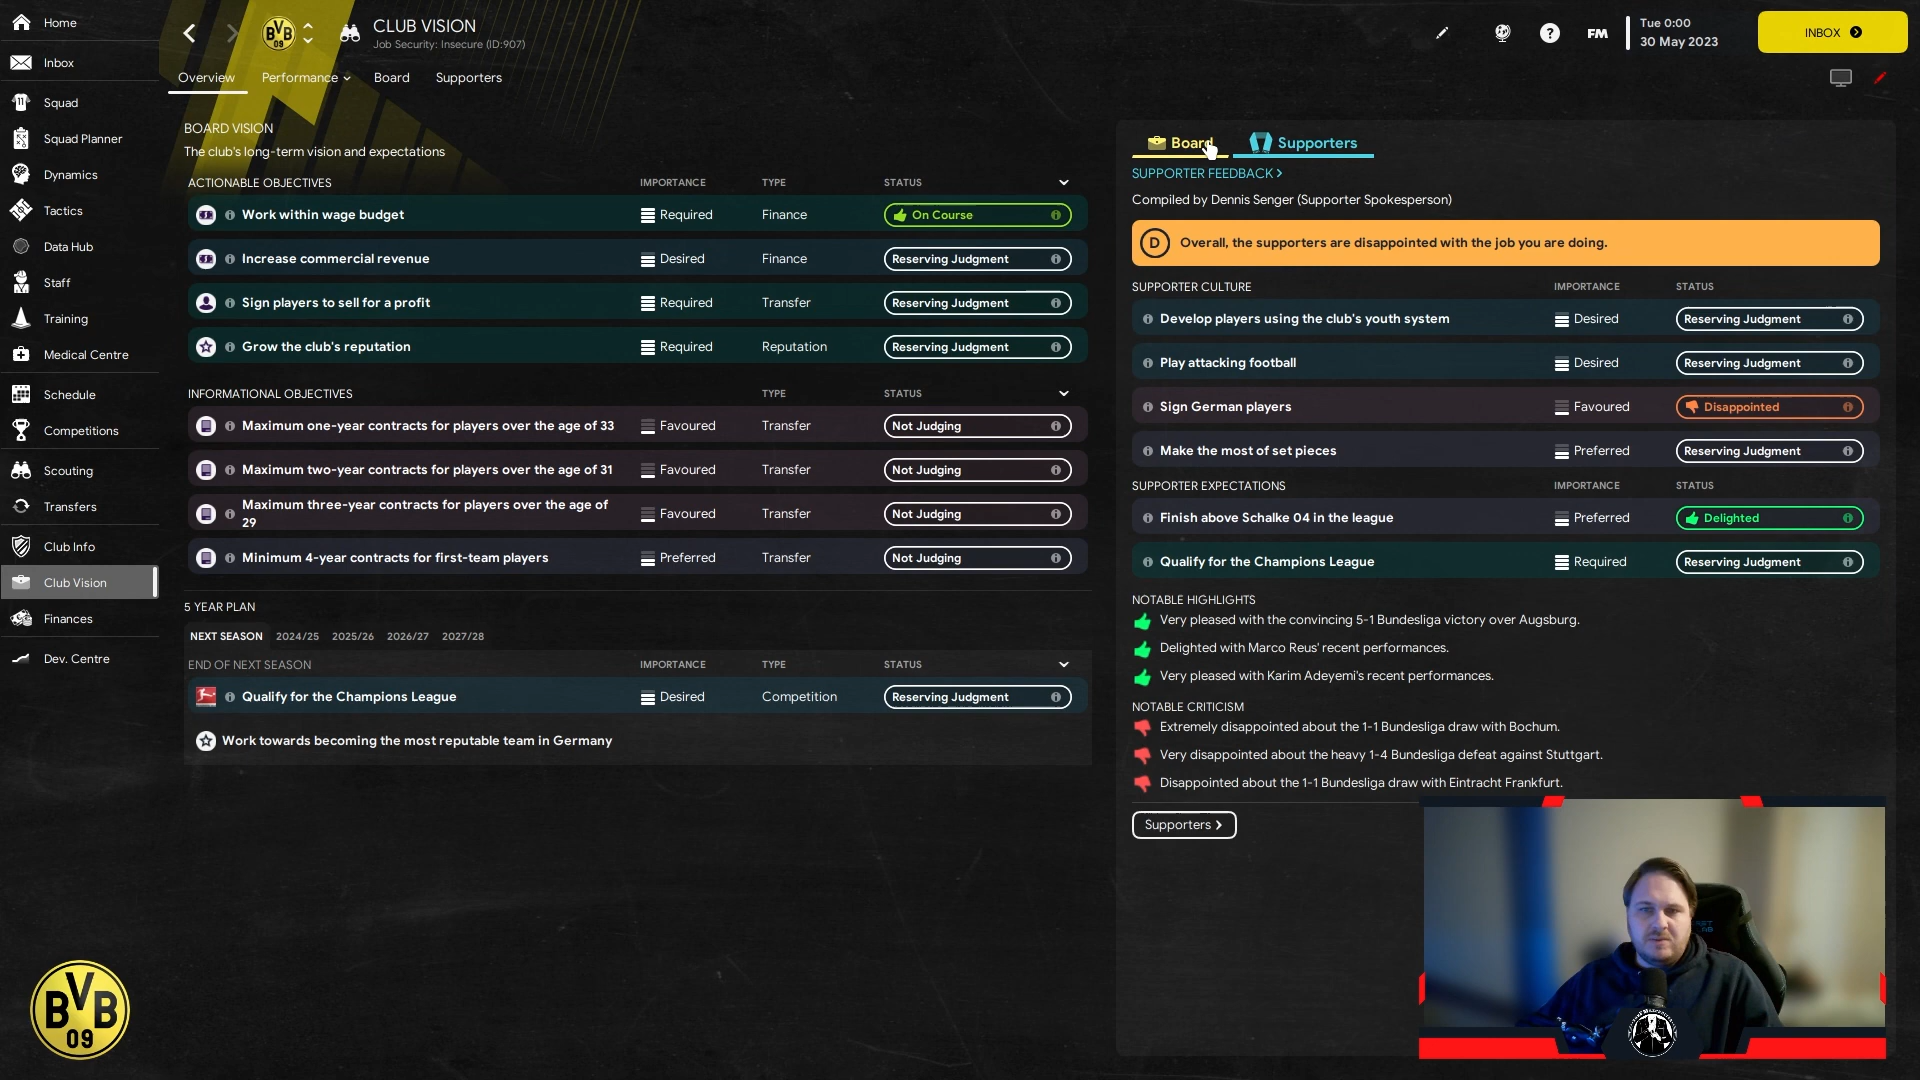 Home
Inbox
Squad
Squad Planner
Dynamics
Tactics
Data Hub
Staff
Training
Medical Centre
Schedule
Competitions
Scouting
Transfers
Club Info
Club Vision
Finances
Dev. Centre
BVB
09
CLUB VISION
Job Security: Insecure (ID:907)
Overview
Performance
Board
Supporters
FM
Tue 0:00
30 May 2023
INBOX
BOARD VISION
The club's long-term vision and expectations
ACTIONABLE OBJECTIVES IMPORTANCE TYPE STATUS
Work within wage budget Required Finance On Course
Increase commercial revenue Desired Finance Reserving Judgment
Sign players to sell for a profit Required Transfer Reserving Judgment
Grow the club's reputation Required Reputation Reserving Judgment
INFORMATIONAL OBJECTIVES TYPE STATUS
Maximum one-year contracts for players over the age of 33 Favoured Transfer Not Judging
Maximum two-year contracts for players over the age of 31 Favoured Transfer Not Judging
Maximum three-year contracts for players over the age of
29 Favoured Transfer Not Judging
Minimum 4-year contracts for first-team players Preferred Transfer Not Judging
5 YEAR PLAN
NEXT SEASON 2024/25 2025/26 2026/27 2027/28
END OF NEXT SEASON IMPORTANCE TYPE STATUS
Qualify for the Champions League Desired Competition Reserving Judgment
Work towards becoming the most reputable team in Germany
Board Supporters
SUPPORTER FEEDBACK
Compiled by Dennis Senger (Supporter Spokesperson)
D Overall, the supporters are disappointed with the job you are doing.
SUPPORTER CULTURE IMPORTANCE STATUS
Develop players using the club's youth system Desired Reserving Judgment
Play attacking football Desired Reserving Judgment
Sign German players Favoured Disappointed
Make the most of set pieces Preferred Reserving Judgment
SUPPORTER EXPECTATIONS IMPORTANCE STATUS
Finish above Schalke 04 in the league Preferred Delighted
Qualify for the Champions League Required Reserving Judgment
NOTABLE HIGHLIGHTS
Very pleased with the convincing 5-1 Bundesliga victory over Augsburg.
Delighted with Marco Reus' recent performances.
Very pleased with Karim Adeyemi's recent performances.
NOTABLE CRITICISM
Extremely disappointed about the 1-1 Bundesliga draw with Bochum.
Very disappointed about the heavy 1-4 Bundesliga defeat against Stuttgart.
Disappointed about the 1-1 Bundesliga draw with Eintracht Frankfurt.
Supporters
BVB
09